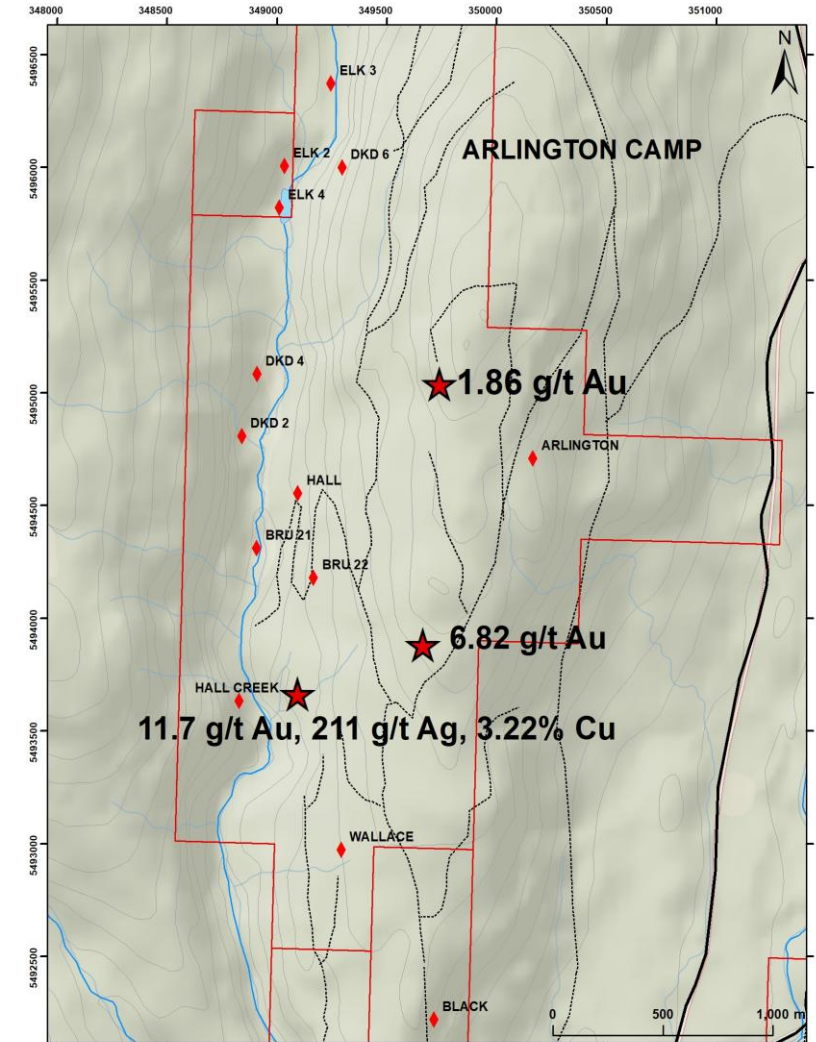 348000 348500 349000 349500 350000 350500 351000
N
5496500
ELK 3
ARLINGTON CAMP
ELK 2
DKD 6
5496000
ELK 4
5495500
DKD 4
1.86 g/t Au
5495000
DKD 2
ARLINGTON
HALL
5494500
BRU 21
BRU 22
5494000
6.82 g/t Au
HALL CREEK
11.7 g/t Au, 211 g/t Ag, 3.22% Cu
5493500
WALLACE
5493000
5492500
BLACK
0 500 1,000 m